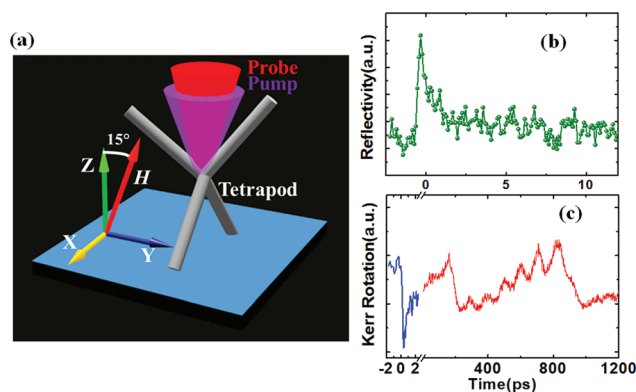 (a)
Probe
Pump
15°
Z
H
Tetrapod
X
Y
(b)
Reflectivity(a.u.)
0 5 10
(c)
Kerr Rotation(a.u.)
-2 0 2 400 800 1200
Time(ps)